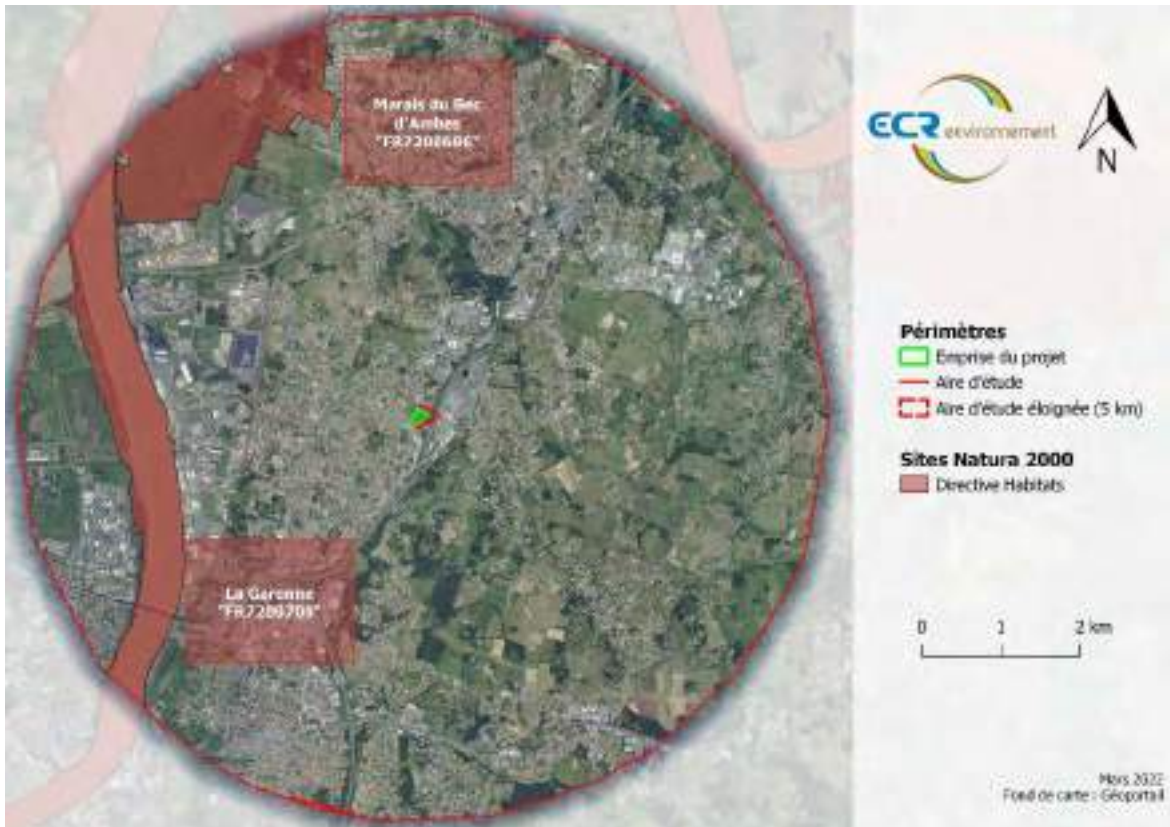 Marais du Bec
d'Ambes
"FR7200686"
La Garonne
"FR7200700"
ECR environnement
N
Périmètres
Emprise du projet
Aire d'étude
Aire d'étude éloignée (5 km)
Sites Natura 2000
Directive Habitats
0 1 2 km
Mars 2022
Fond de carte : Géoportail